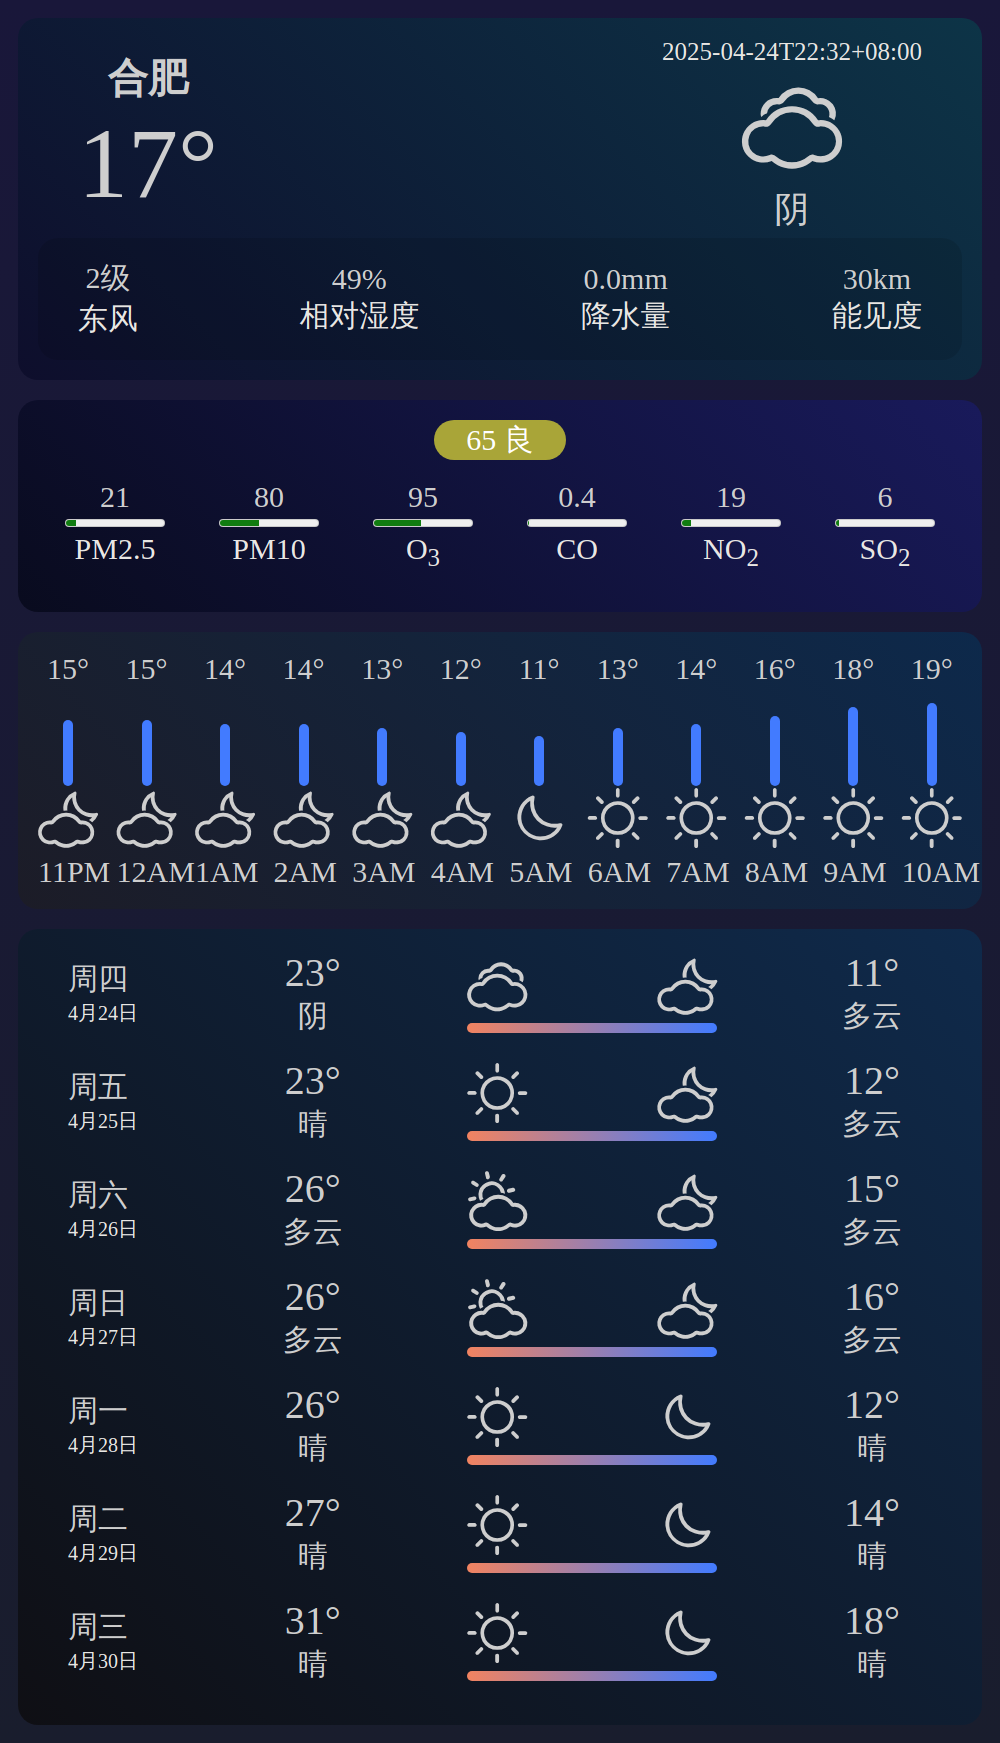 合肥
17°
2025-04-24T22:32+08:00
阴
2级 49% 0.0mm 30km
东风 相对湿度 降水量 能见度
65 良
21 80 95 0.4 19 6
PM2.5 PM10 O3 CO NO2 SO2
15° 15° 14° 14° 13° 12° 11° 13° 14° 16° 18° 19°
11PM 12AM 1AM 2AM 3AM 4AM 5AM 6AM 7AM 8AM 9AM 10AM
周四 23° 11°
4月24日 阴 多云
周五 23° 12°
4月25日 晴 多云
周六 26° 15°
4月26日 多云 多云
周日 26° 16°
4月27日 多云 多云
周一 26° 12°
4月28日 晴 晴
周二 27° 14°
4月29日 晴 晴
周三 31° 18°
4月30日 晴 晴